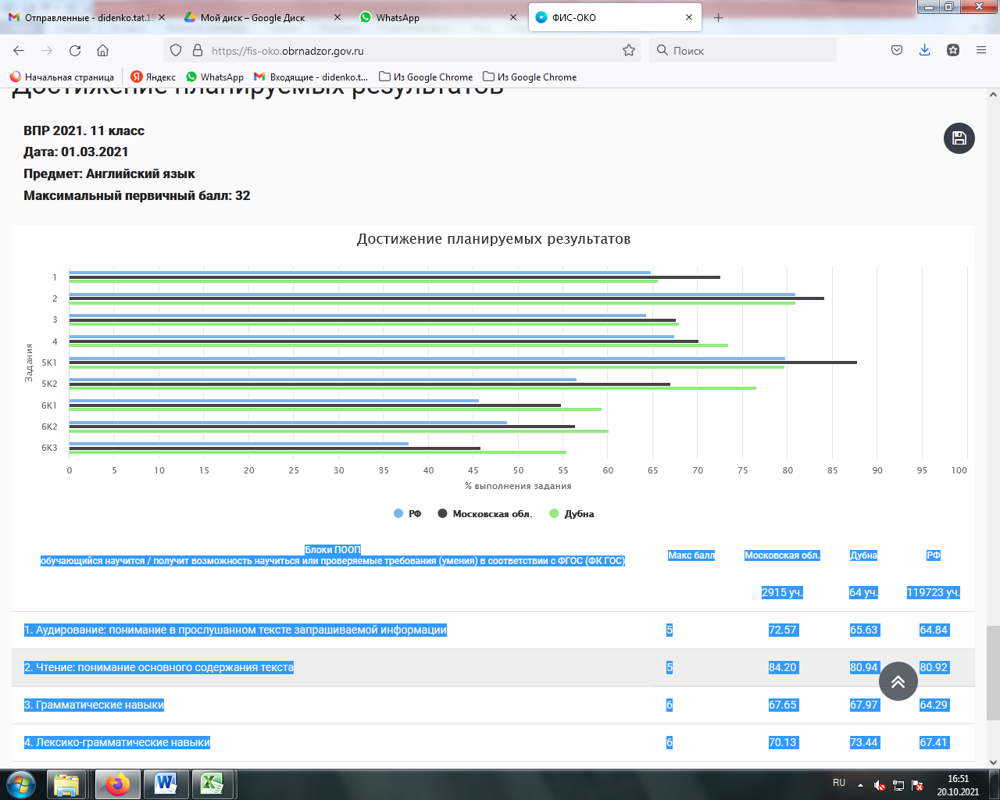 Отправленные - didenko.tat.19
Мой диск – Google Диск
WhatsApp
ФИС-ОКО
https://fis-oko.obrnadzor.gov.ru
Поиск
Начальная страница
Яндекс
WhatsApp
Входящие - didenko.t...
Из Google Chrome
Из Google Chrome
Достижение планируемых результатов
ВПР 2021. 11 класс
Дата: 01.03.2021
Предмет: Английский язык
Максимальный первичный балл: 32
Достижение планируемых результатов
Задания
1
2
3
4
5К1
5К2
6К1
6К2
6К3
0 5 10 15 20 25 30 35 40 45 50 55 60 65 70 75 80 85 90 95 100
% выполнения задания
РФ Московская обл. Дубна
Блоки ПООП
обучающийся научится / получит возможность научиться или проверяемые требования (умения) в соответствии с ФГОС (ФК ГОС) Макс балл Московская обл. Дубна РФ
2915 уч. 64 уч. 119723 уч.
1. Аудирование: понимание в прослушанном тексте запрашиваемой информации 5 72.57 65.63 64.84
2. Чтение: понимание основного содержания текста 5 84.20 80.94 80.92
3. Грамматические навыки 6 67.65 67.97 64.29
4. Лексико-грамматические навыки 6 70.13 73.44 67.41
RU
16:51
20.10.2021